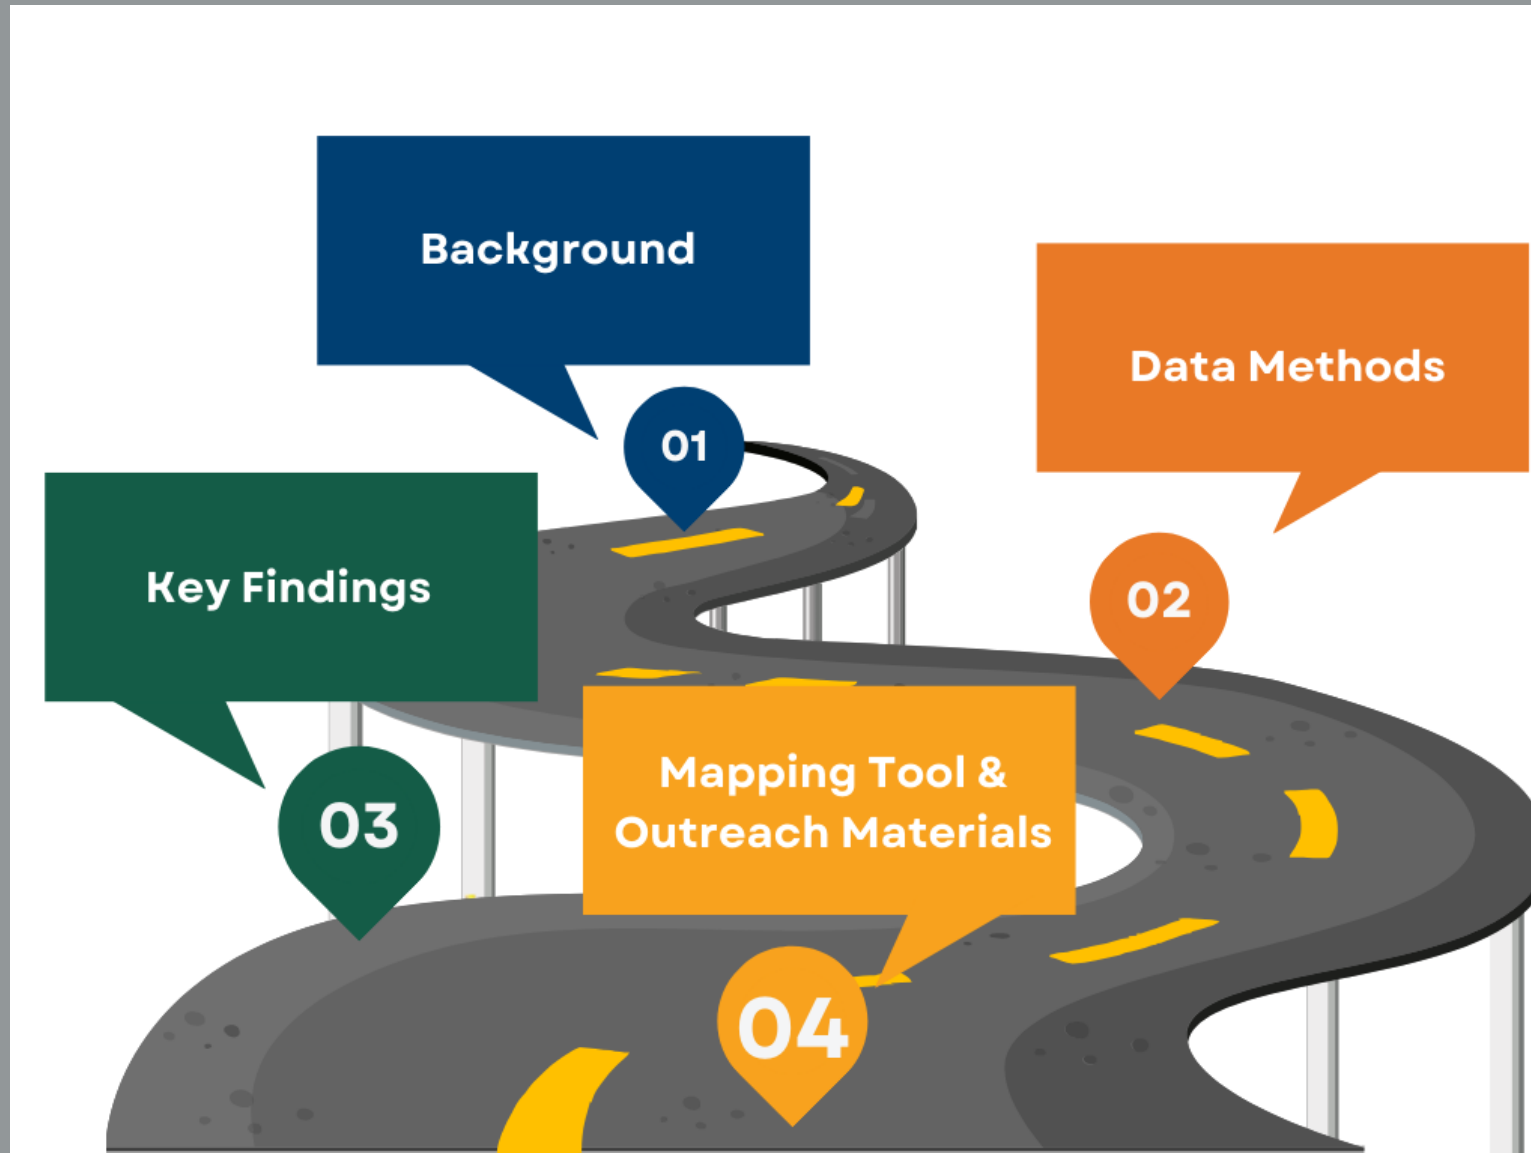 Background
01
Data Methods
02
Key Findings
03
Mapping Tool &
Outreach Materials
04